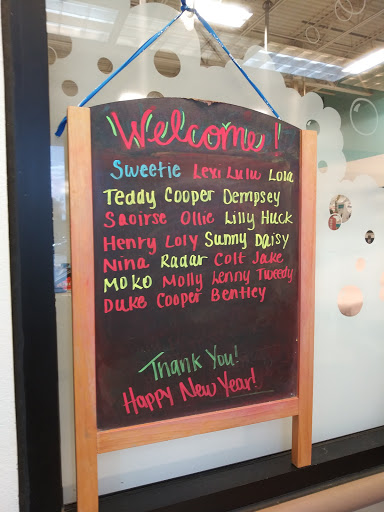 Welcome!
Sweetie Lexi Lulu Lola
Teddy Cooper Dempsey
Saoirse Ollie Lilly Huck
Henry Loly Sunny Daisy
Nina Radar Colt Jake
Moko Molly Lenny Tweedy
Duke Cooper Bentley
Thank You!
Happy New Year!